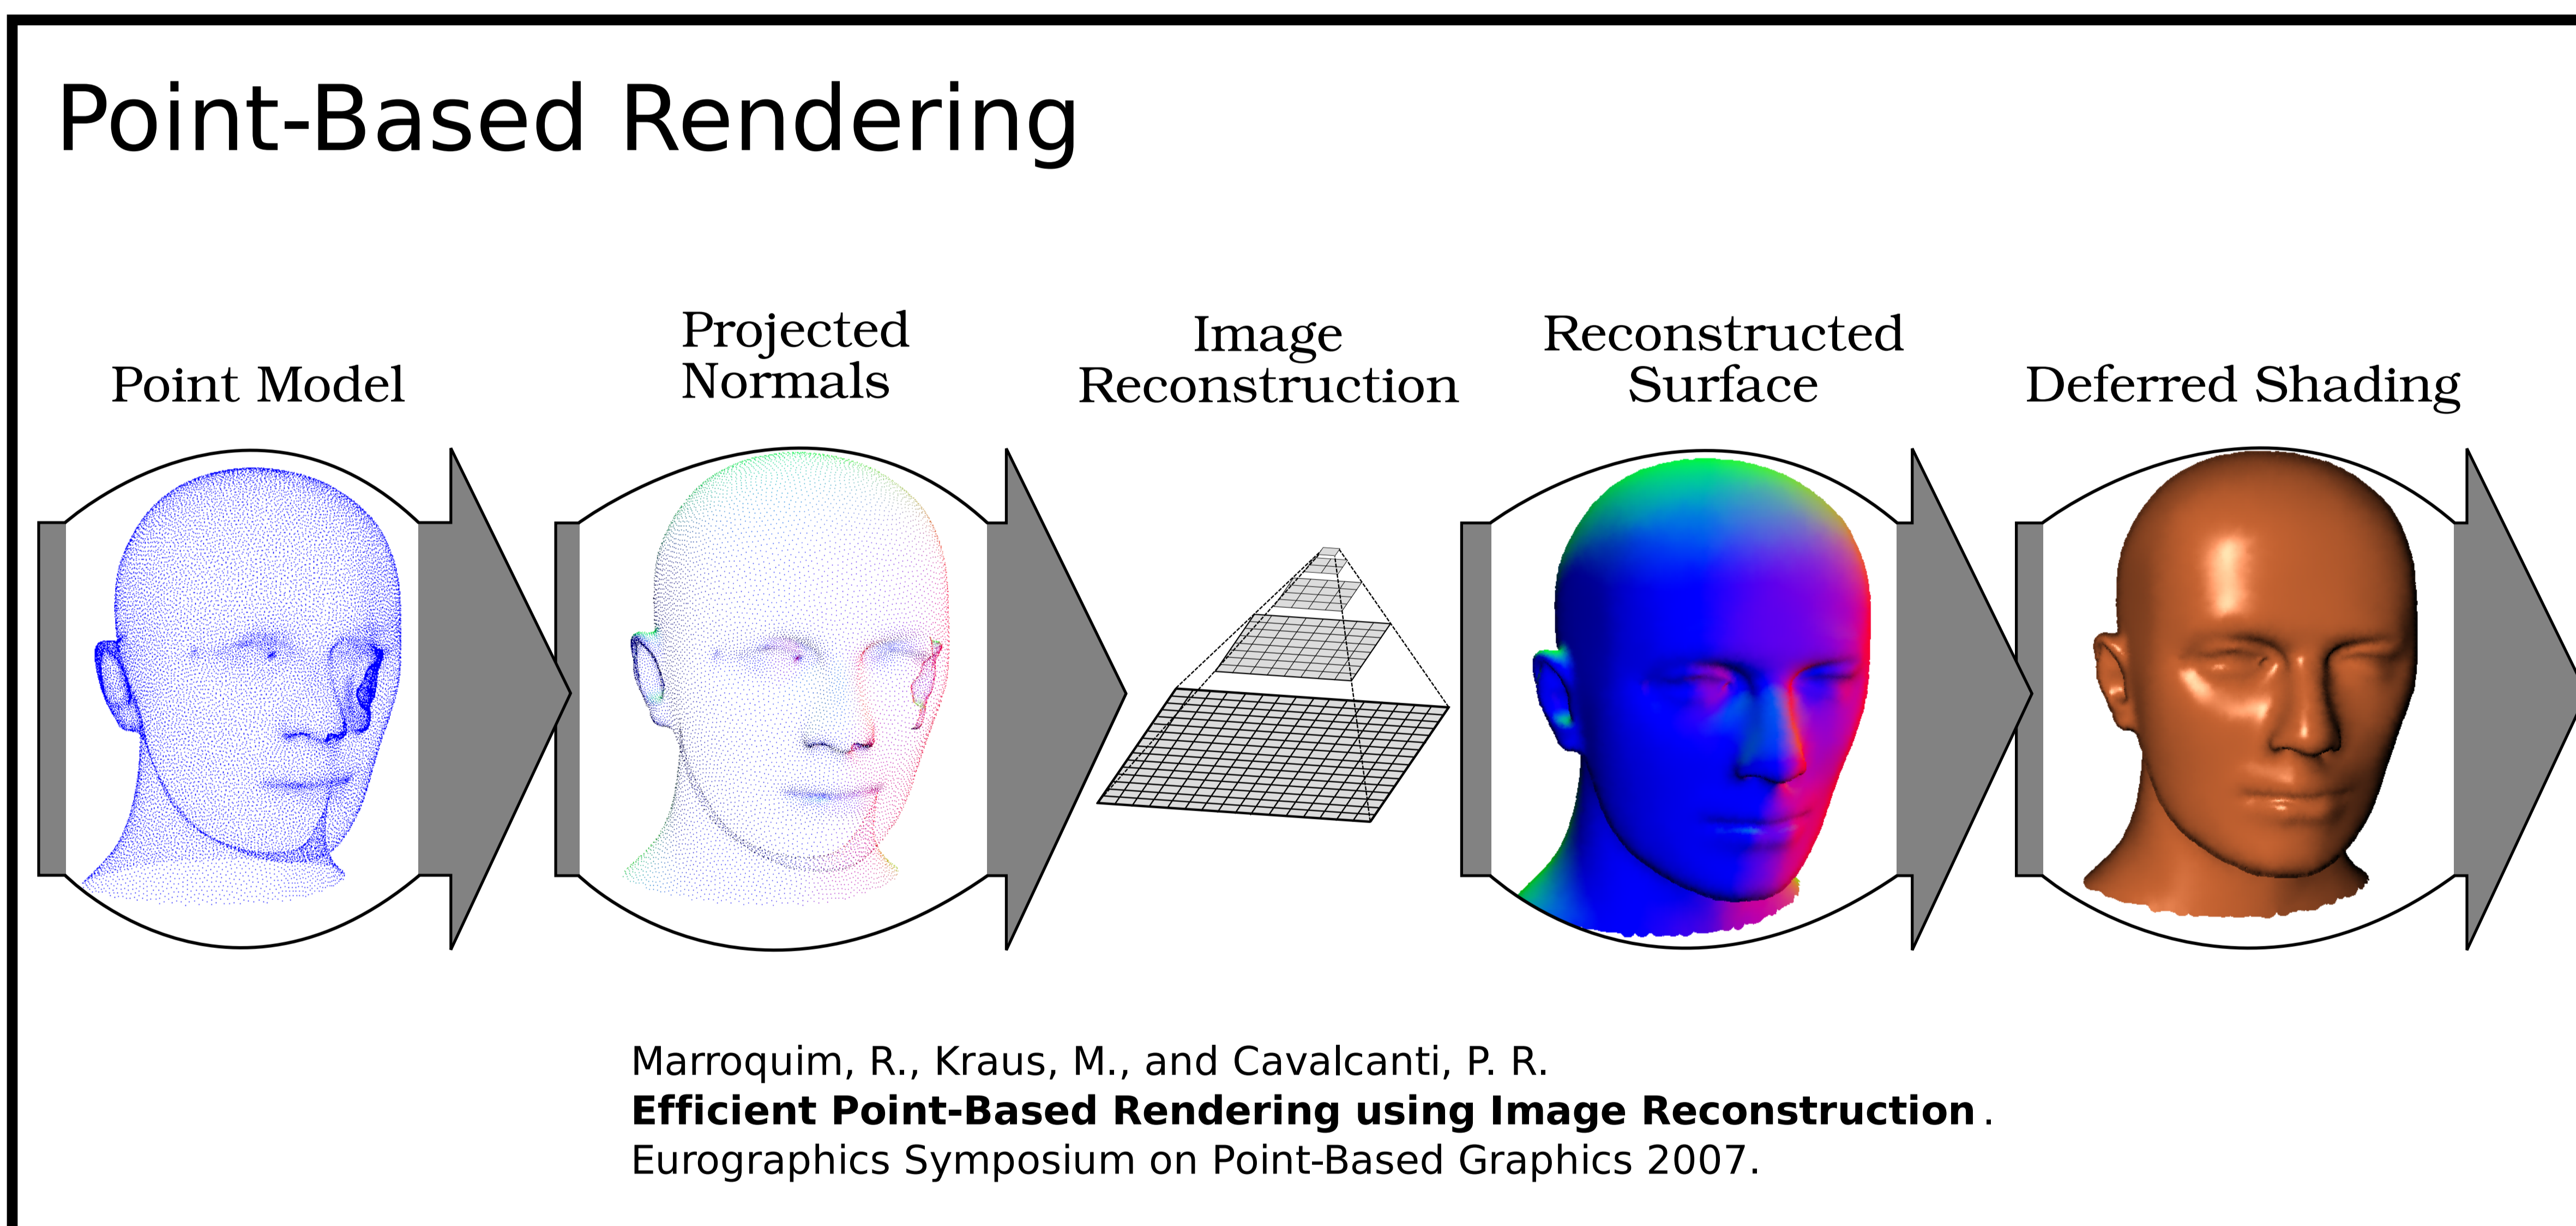 Point-Based Rendering
Point Model
Projected
Normals
Image
Reconstruction
Reconstructed
Surface
Deferred Shading
Marroquim, R., Kraus, M., and Cavalcanti, P. R.
Efficient Point-Based Rendering using Image Reconstruction.
Eurographics Symposium on Point-Based Graphics 2007.